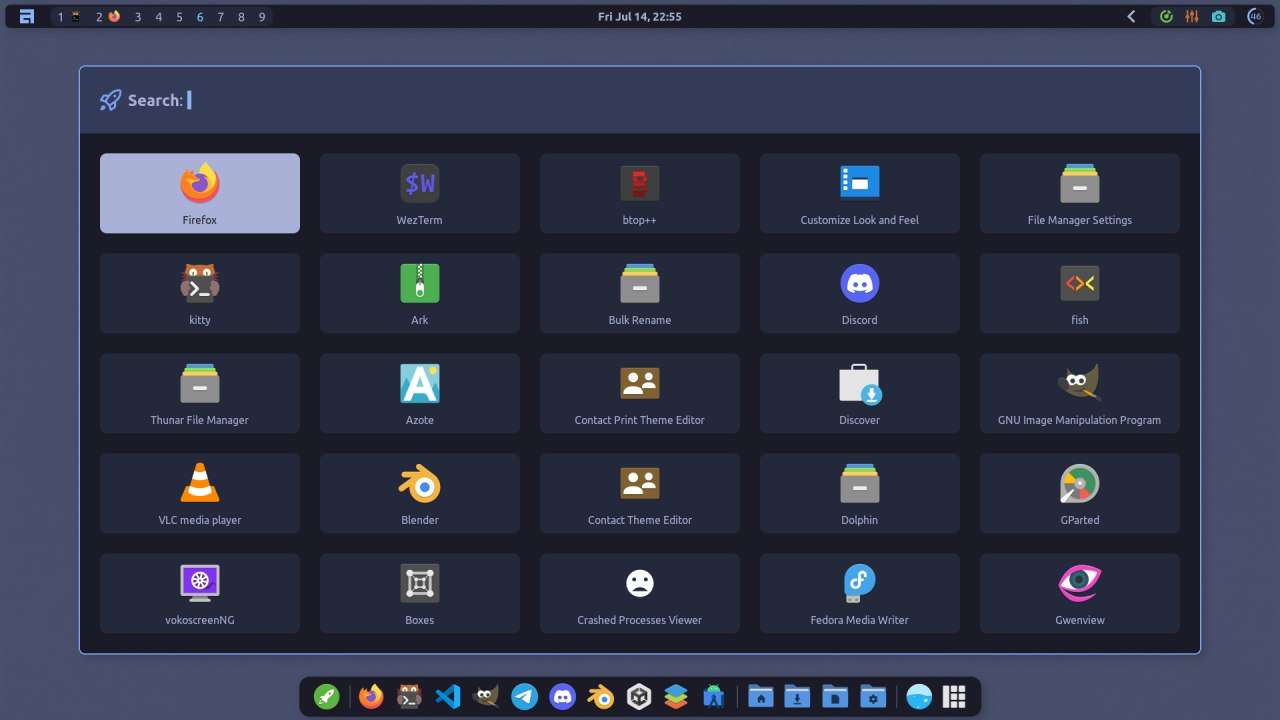 1 2 3 4 5 6 7 8 9
Fri Jul 14, 22:55
46
Search:
Firefox
$W
WezTerm
btop++
Customize Look and Feel
File Manager Settings
kitty
Ark
Bulk Rename
Discord
fish
Thunar File Manager
A
Azote
Contact Print Theme Editor
Discover
GNU Image Manipulation Program
VLC media player
Blender
Contact Theme Editor
Dolphin
GParted
vokoscreenNG
Boxes
Crashed Processes Viewer
Fedora Media Writer
Gwenview